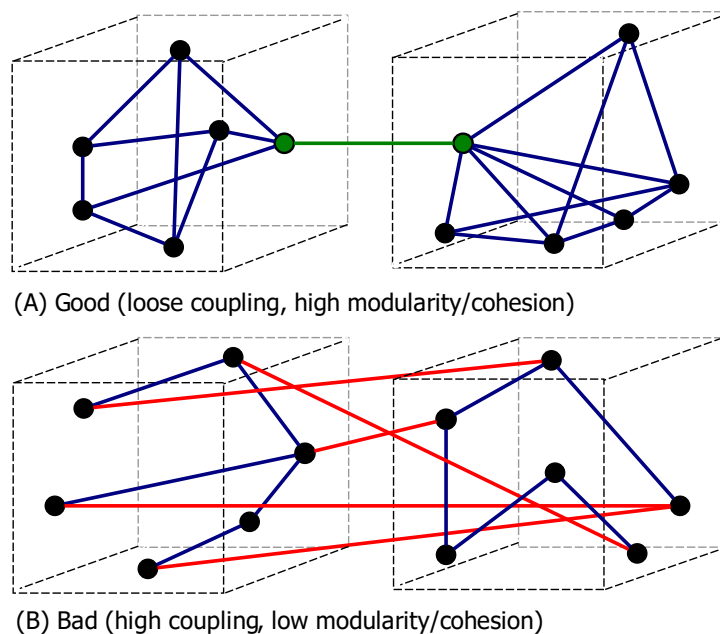 (A) Good (loose coupling, high modularity/cohesion)
(B) Bad (high coupling, low modularity/cohesion)